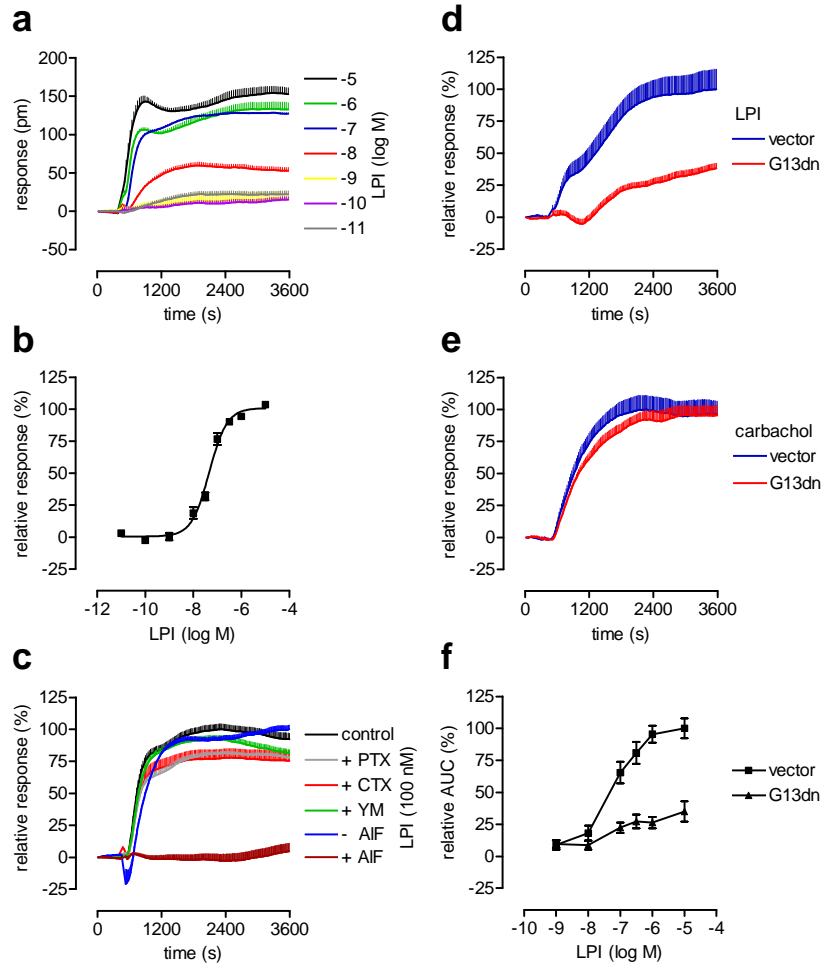 a
200
150
100
50
0
-50
response (pm)
0 1200 2400 3600
time (s)
-5
-6
-7
-8
-9
-10
-11
LPI (log M)
b
125
100
75
50
25
0
-25
relative response (%)
-12 -10 -8 -6 -4
LPI (log M)
c
125
100
75
50
25
0
-25
relative response (%)
0 1200 2400 3600
time (s)
control
+ PTX
+ CTX
+ YM
- AlF
+ AlF
LPI (100 nM)
d
125
100
75
50
25
0
-25
relative response (%)
0 1200 2400 3600
time (s)
LPI
vector
G13dn
e
125
100
75
50
25
0
-25
relative response (%)
0 1200 2400 3600
time (s)
carbachol
vector
G13dn
f
125
100
75
50
25
0
-25
relative AUC (%)
-10 -9 -8 -7 -6 -5 -4
LPI (log M)
vector
G13dn